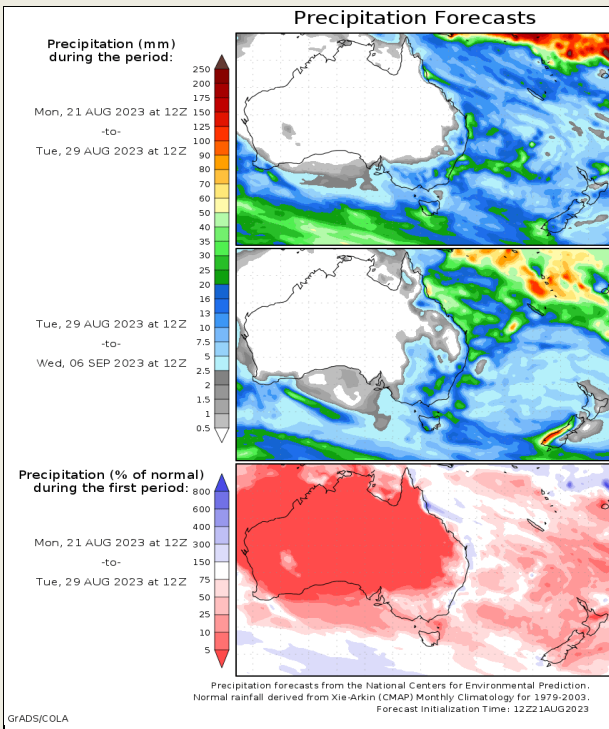 Precipitation Forecasts
Precipitation (mm)
during the period:
Mon, 21 AUG 2023 at 12Z
-to-
Tue, 29 AUG 2023 at 12Z
250
200
175
150
125
100
90
80
70
60
50
40
35
30
25
20
16
13
10
7.5
5
2.5
2
1.5
1
0.5
Tue, 29 AUG 2023 at 12Z
-to-
Wed, 06 SEP 2023 at 12Z
Precipitation (% of normal)
during the first period:
Mon, 21 AUG 2023 at 12Z
-to-
Tue, 29 AUG 2023 at 12Z
800
600
400
300
150
75
50
25
10
5
Precipitation forecasts from the National Centers for Environmental Prediction.
Normal rainfall derived from Xie-Arkin (CMAP) Monthly Climatology for 1979-2003.
Forecast Initialization Time: 12Z21AUG2023
GrADS/COLA